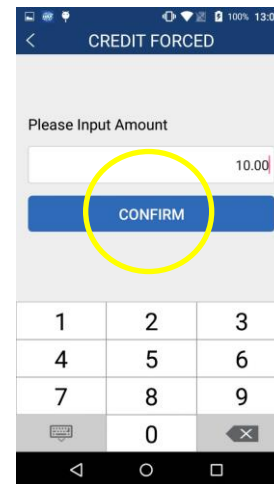 100% 13:0
CREDIT FORCED
Please Input Amount
10.00
CONFIRM
1 2 3
4 5 6
7 8 9
0